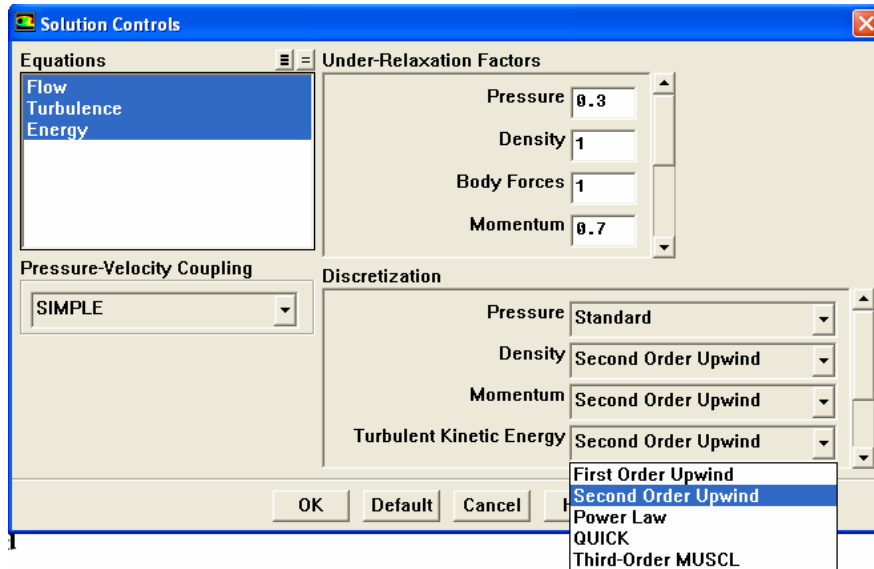 Solution Controls
Equations
Flow
Turbulence
Energy
Under-Relaxation Factors
Pressure 0.3
Density 1
Body Forces 1
Momentum 0.7
Pressure-Velocity Coupling
SIMPLE
Discretization
Pressure Standard
Density Second Order Upwind
Momentum Second Order Upwind
Turbulent Kinetic Energy Second Order Upwind
First Order Upwind
Second Order Upwind
Power Law
QUICK
Third-Order MUSCL
OK Default Cancel